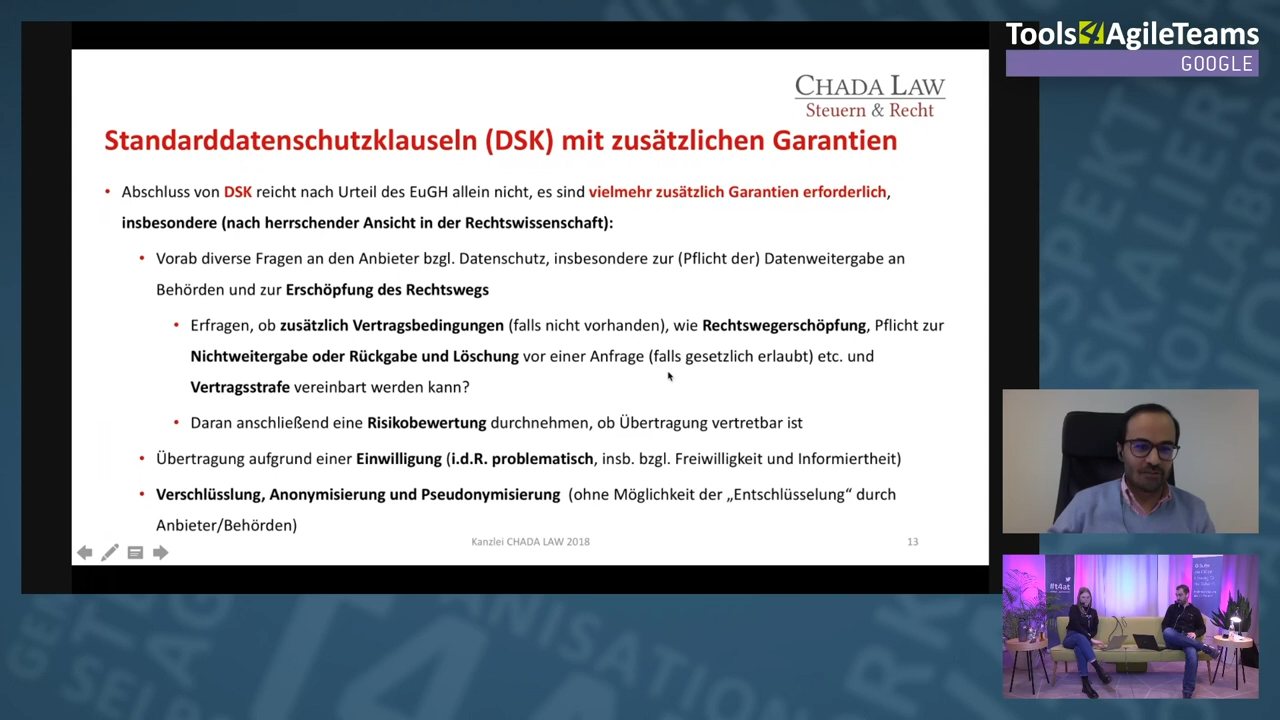 Tools4AgileTeams
GOOGLE
CHADA LAW
Steuern & Recht
Standarddatenschutzklauseln (DSK) mit zusätzlichen Garantien
• Abschluss von DSK reicht nach Urteil des EuGH allein nicht, es sind vielmehr zusätzlich Garantien erforderlich,
insbesondere (nach herrschender Ansicht in der Rechtswissenschaft):
• Vorab diverse Fragen an den Anbieter bzgl. Datenschutz, insbesondere zur (Pflicht der) Datenweitergabe an
Behörden und zur Erschöpfung des Rechtswegs
• Erfragen, ob zusätzlich Vertragsbedingungen (falls nicht vorhanden), wie Rechtswegerschöpfung, Pflicht zur
Nichtweitergabe oder Rückgabe und Löschung vor einer Anfrage (falls gesetzlich erlaubt) etc. und
Vertragsstrafe vereinbart werden kann?
• Daran anschließend eine Risikobewertung durchnehmen, ob Übertragung vertretbar ist
• Übertragung aufgrund einer Einwilligung (i.d.R. problematisch, insb. bzgl. Freiwilligkeit und Informiertheit)
• Verschlüsslung, Anonymisierung und Pseudonymisierung (ohne Möglichkeit der „Entschlüsselung“ durch
Anbieter/Behörden)
Kanzlei CHADA LAW 2018
13
#t4at